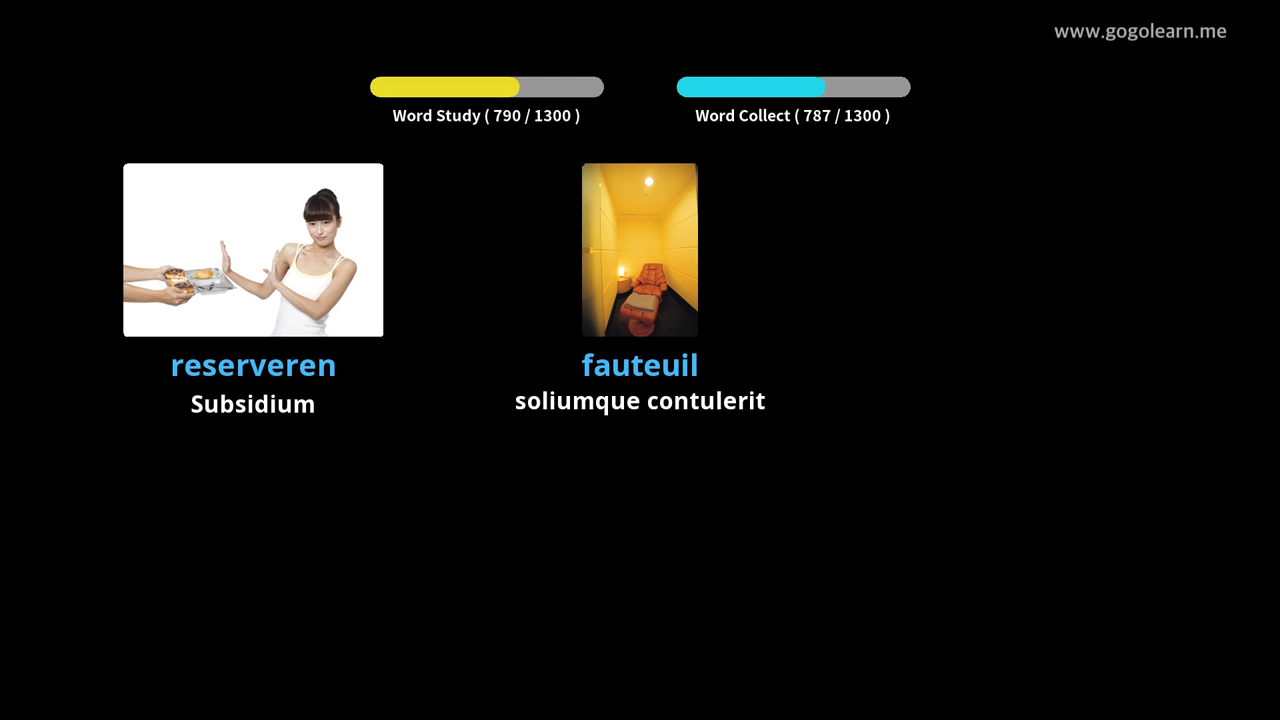 www.gogolearn.me
Word Study ( 790 / 1300 )
Word Collect ( 787 / 1300 )
reserveren
Subsidium
fauteuil
soliumque contulerit